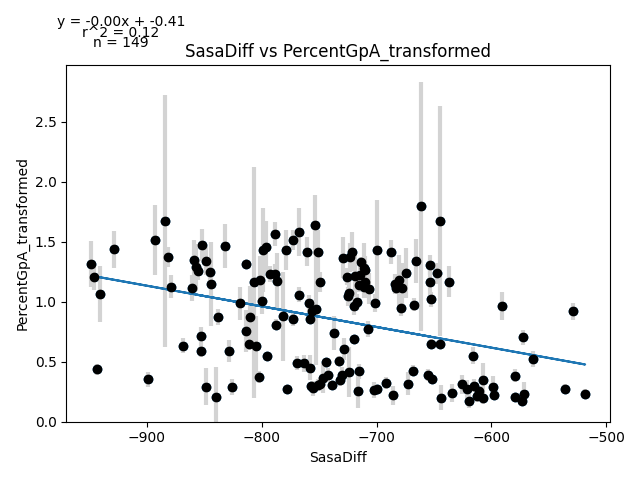 y = -0.00x + -0.41
r^2 = 0.12
n = 149
SasaDiff vs PercentGpA_transformed
PercentGpA_transformed
2.5
2.0
1.5
1.0
0.5
0.0
−900
−800
−700
−600
−500
SasaDiff